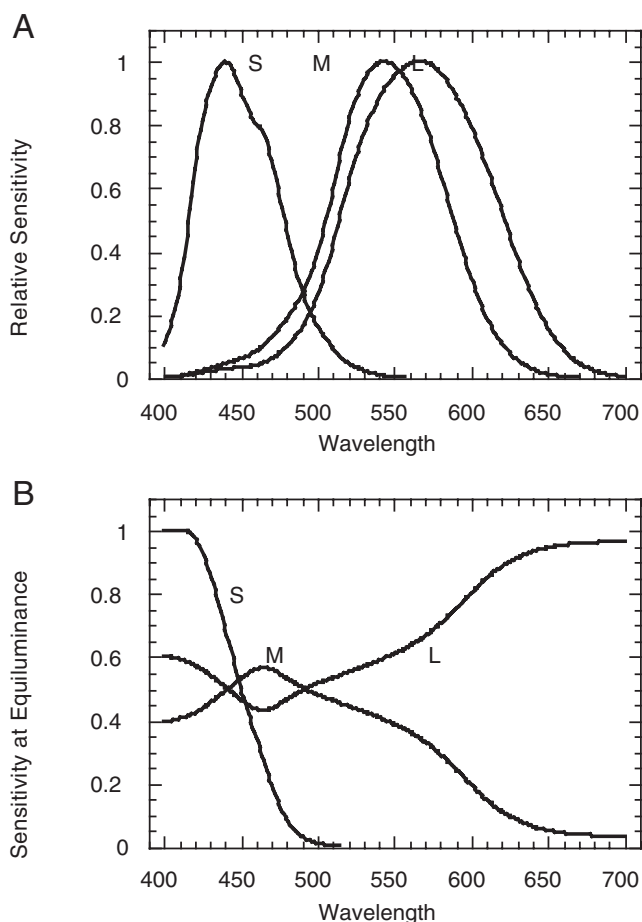 A
S M L
1
0.8
0.6
0.4
0.2
0
Relative Sensitivity
400 450 500 550 600 650 700
Wavelength
B
1
0.8
0.6
0.4
0.2
0
S
M L
Sensitivity at Equiluminance
400 450 500 550 600 650 700
Wavelength